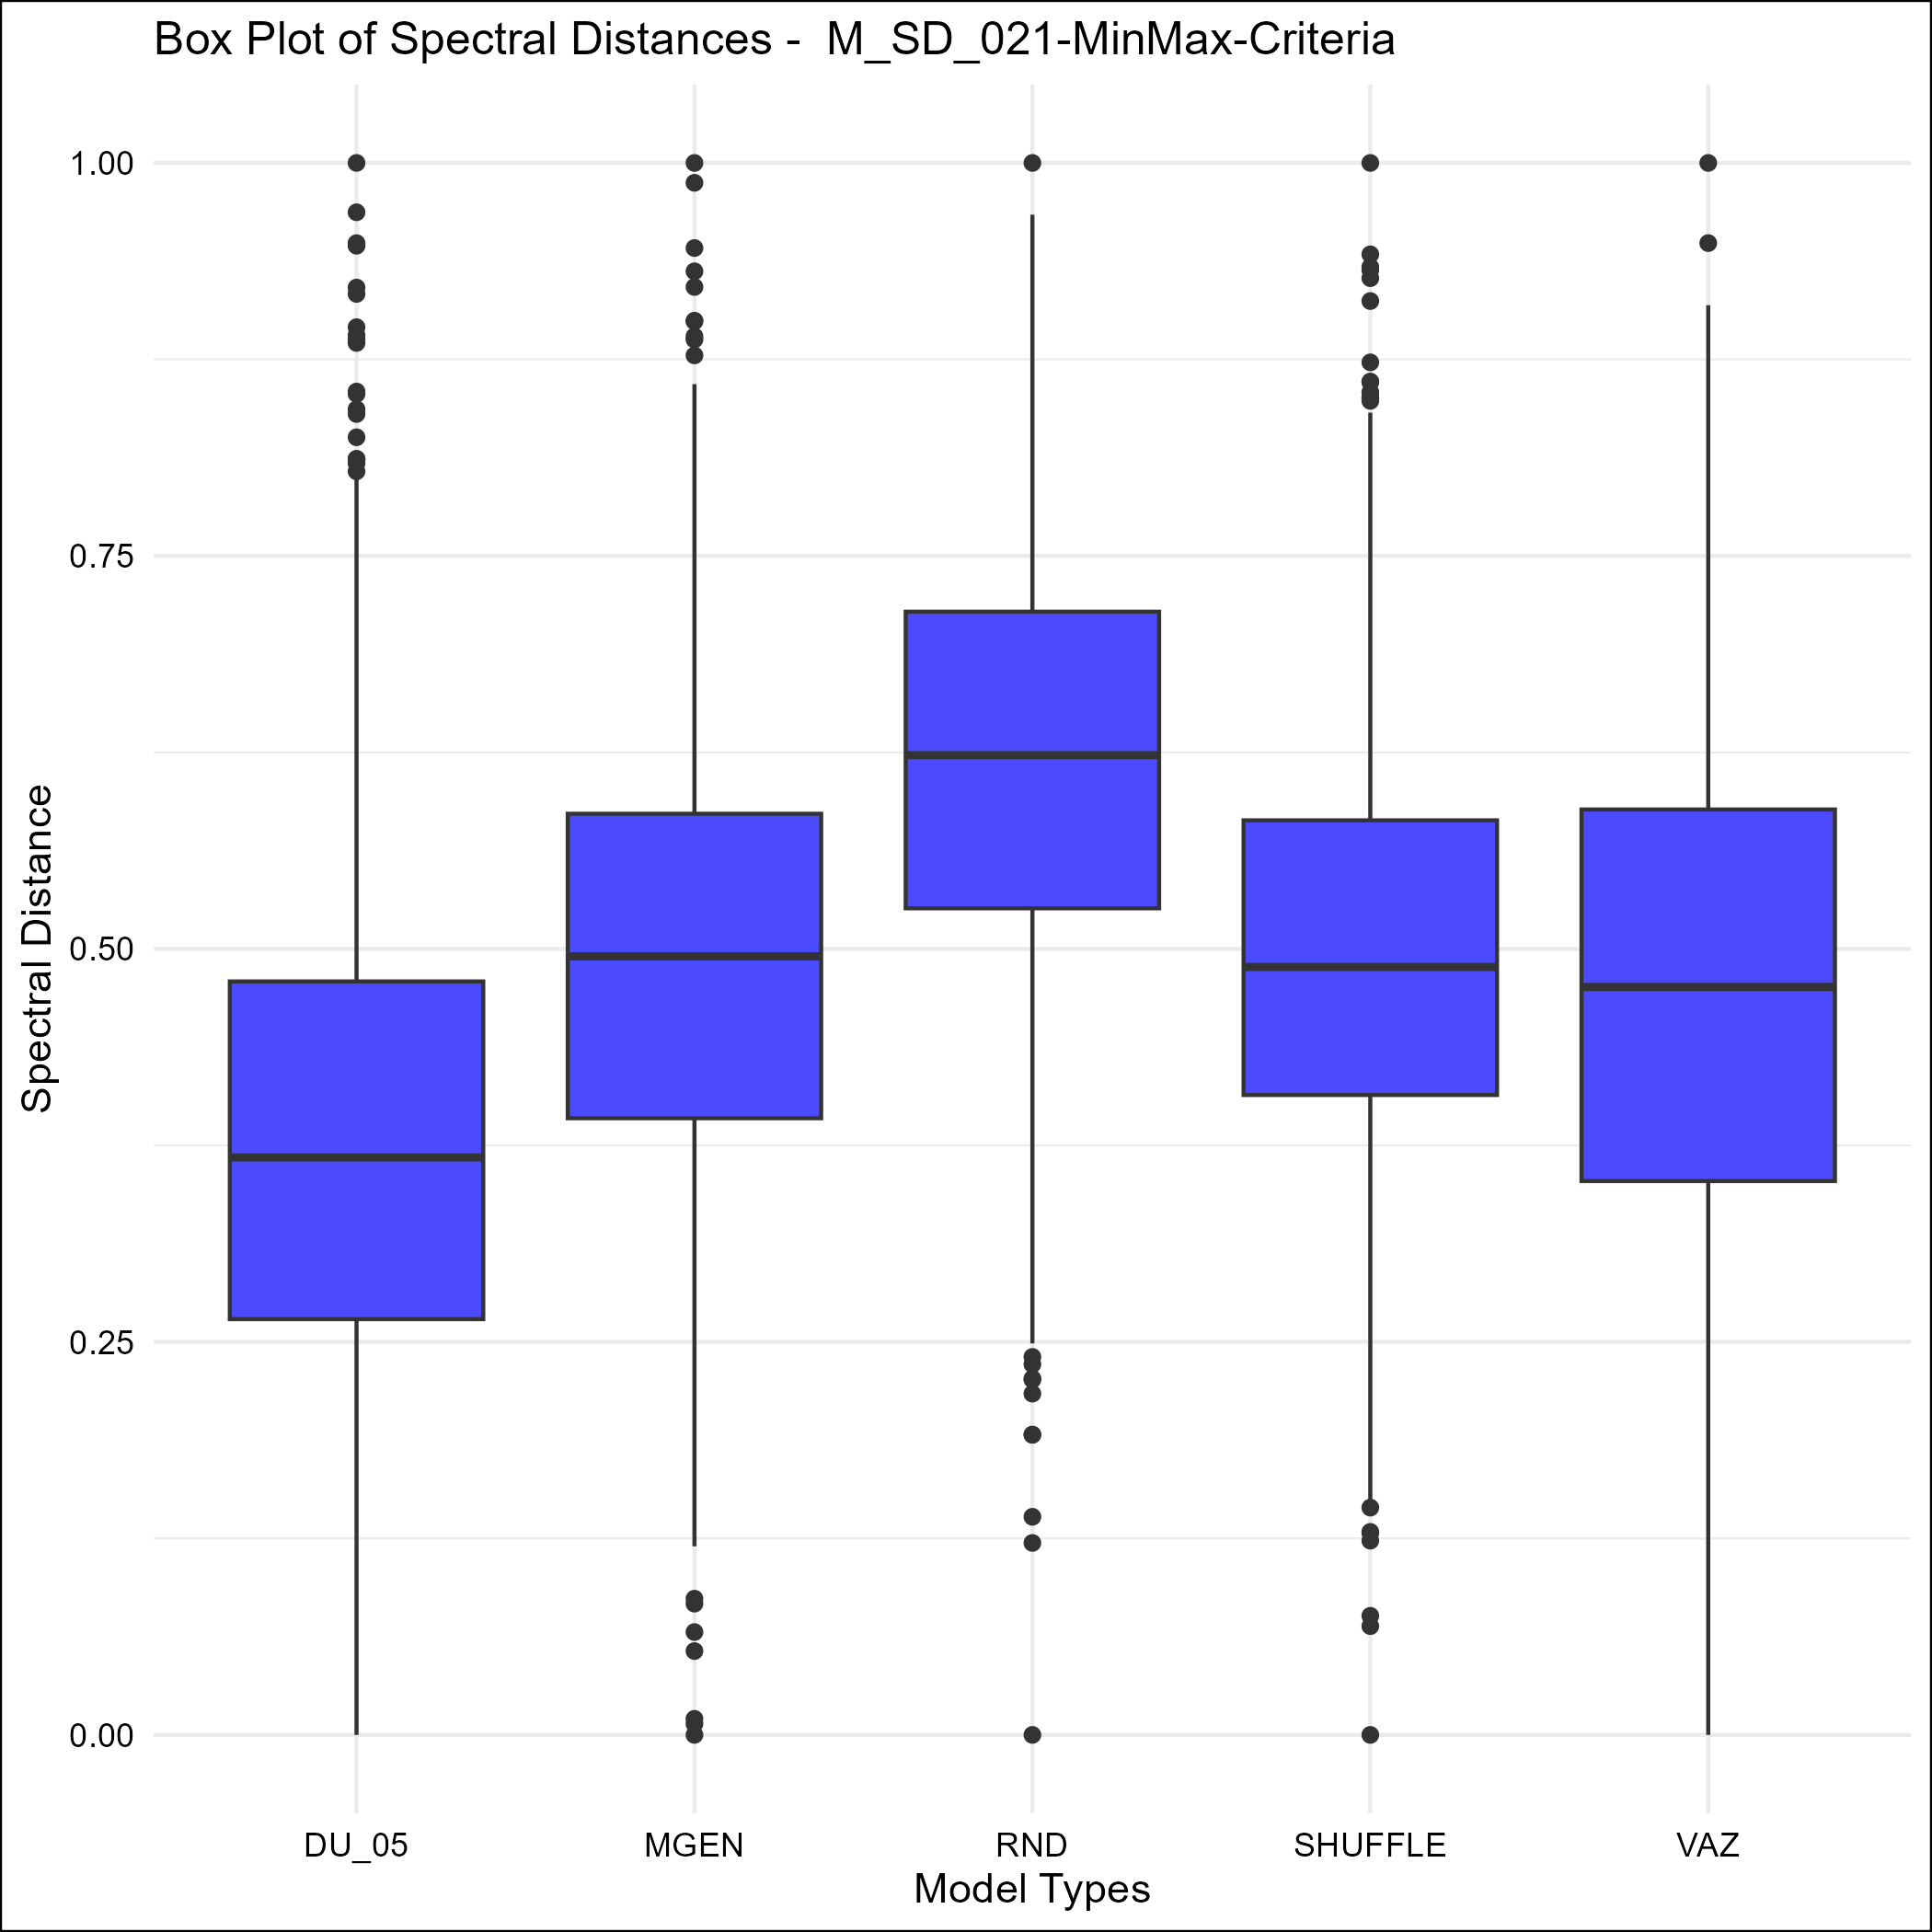 Box Plot of Spectral Distances -  M_SD_021-MinMax-Criteria
Spectral Distance
1.00
0.75
0.50
0.25
0.00
DU_05 MGEN RND SHUFFLE VAZ
Model Types